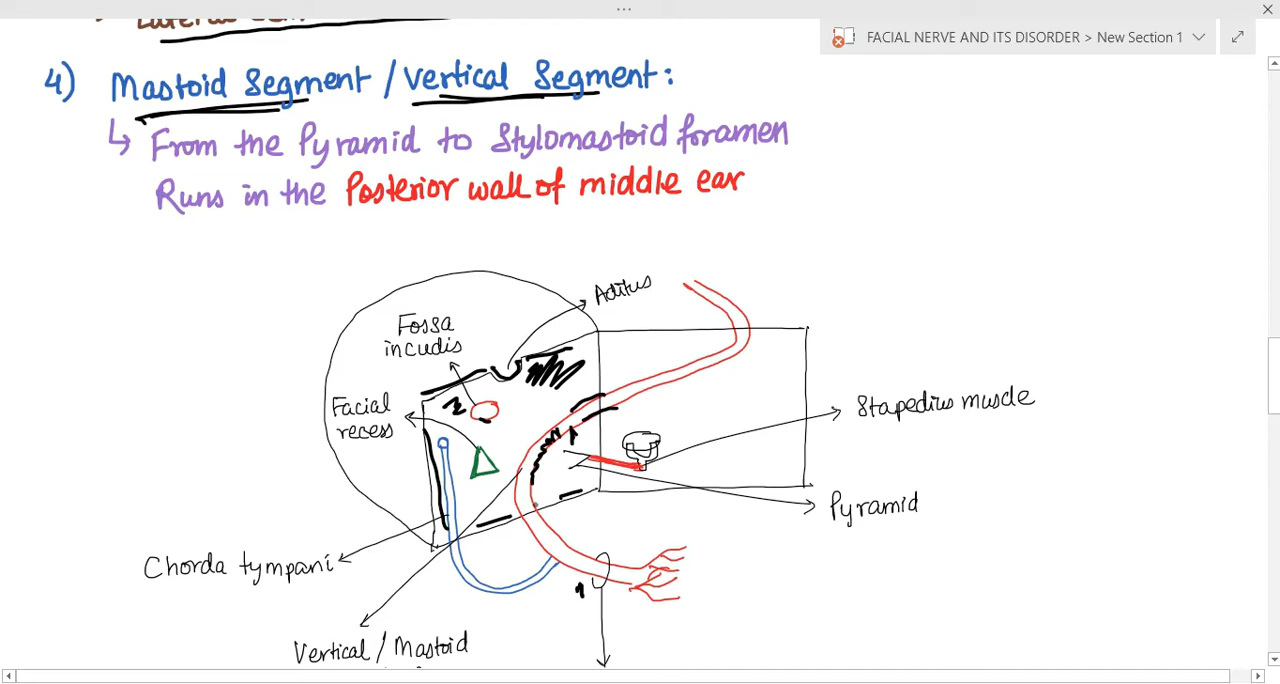 FACIAL NERVE AND ITS DISORDER > New Section 1
4) Mastoid Segment / Vertical Segment:
↳ From the Pyramid to Stylomastoid foramen
Runs in the Posterior wall of middle ear
Aditus
Fossa
incudis
Facial
recess
Stapedius muscle
Pyramid
Chorda tympani
Vertical / Mastoid